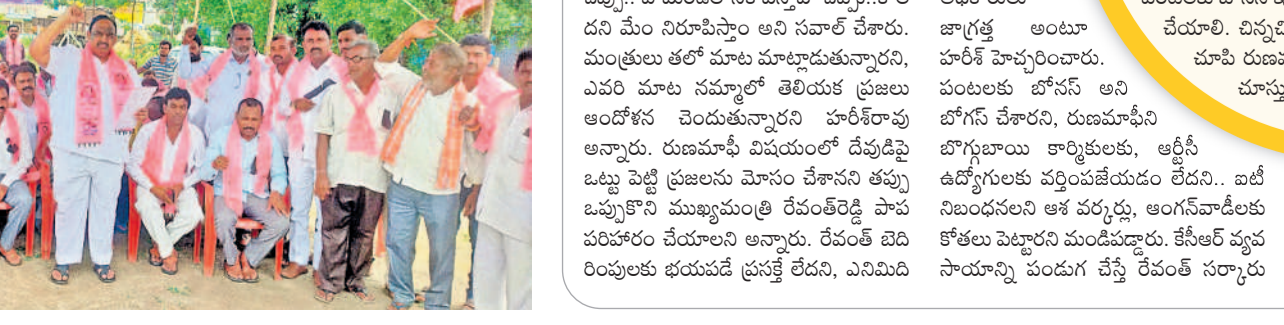 దని మేం నిరూపిస్తాం అని సవాల్ చేశారు.
మంత్రులు తలో మాట మాట్లాడుతున్నారని,
ఎవరి మాట నమ్మాలో తెలియక ప్రజలు
ఆందోళన చెందుతున్నారని హరీశ్‌రావు
అన్నారు. రుణమాఫీ విషయంలో దేవుడిపై
ఒట్టు పెట్టి ప్రజలను మోసం చేశానని తప్పు
ఒప్పుకొని ముఖ్యమంత్రి రేవంత్‌రెడ్డి పాప
పరిహారం చేయాలని అన్నారు. రేవంత్ బెది
రింపులకు భయపడే ప్రసక్తే లేదని, ఎనిమిది
జాగ్రత్త అంటూ
హరీశ్ హెచ్చరించారు.
పంటలకు బోనస్ అని
బోగస్ చేశారని, రుణమాఫీని
బొగ్గుబాయి కార్మికులకు, ఆర్టీసీ
ఉద్యోగులకు వర్తింపజేయడం లేదని.. ఐటీ
నిబంధనలని ఆశ వర్కర్లు, ఆంగన్‌వాడీలకు
కోతలు పెట్టారని మండిపడ్డారు. కేసీఆర్ వ్యవ
సాయాన్ని పండుగ చేస్తే రేవంత్ సర్కారు
చేయాలి.
చూపి